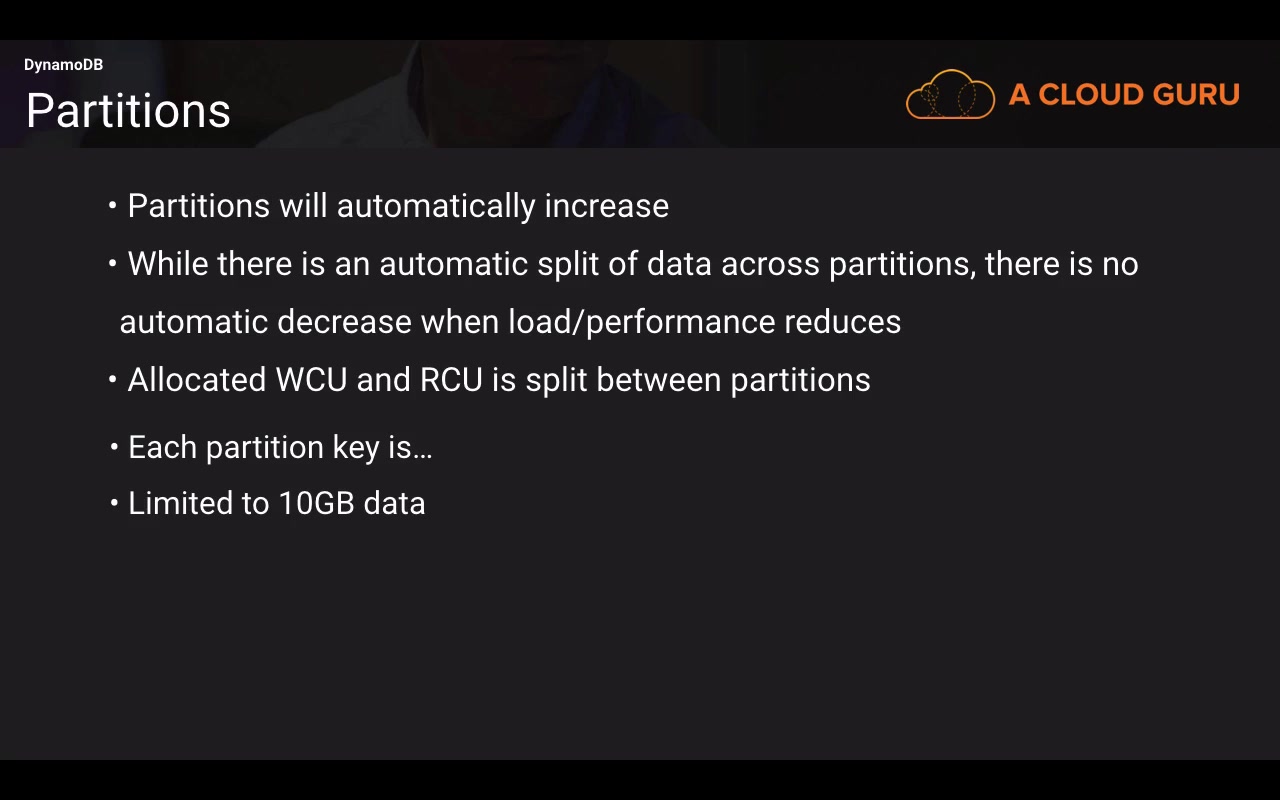 DynamoDB
Partitions
A CLOUD GURU
• Partitions will automatically increase
• While there is an automatic split of data across partitions, there is no
automatic decrease when load/performance reduces
• Allocated WCU and RCU is split between partitions
• Each partition key is…
• Limited to 10GB data